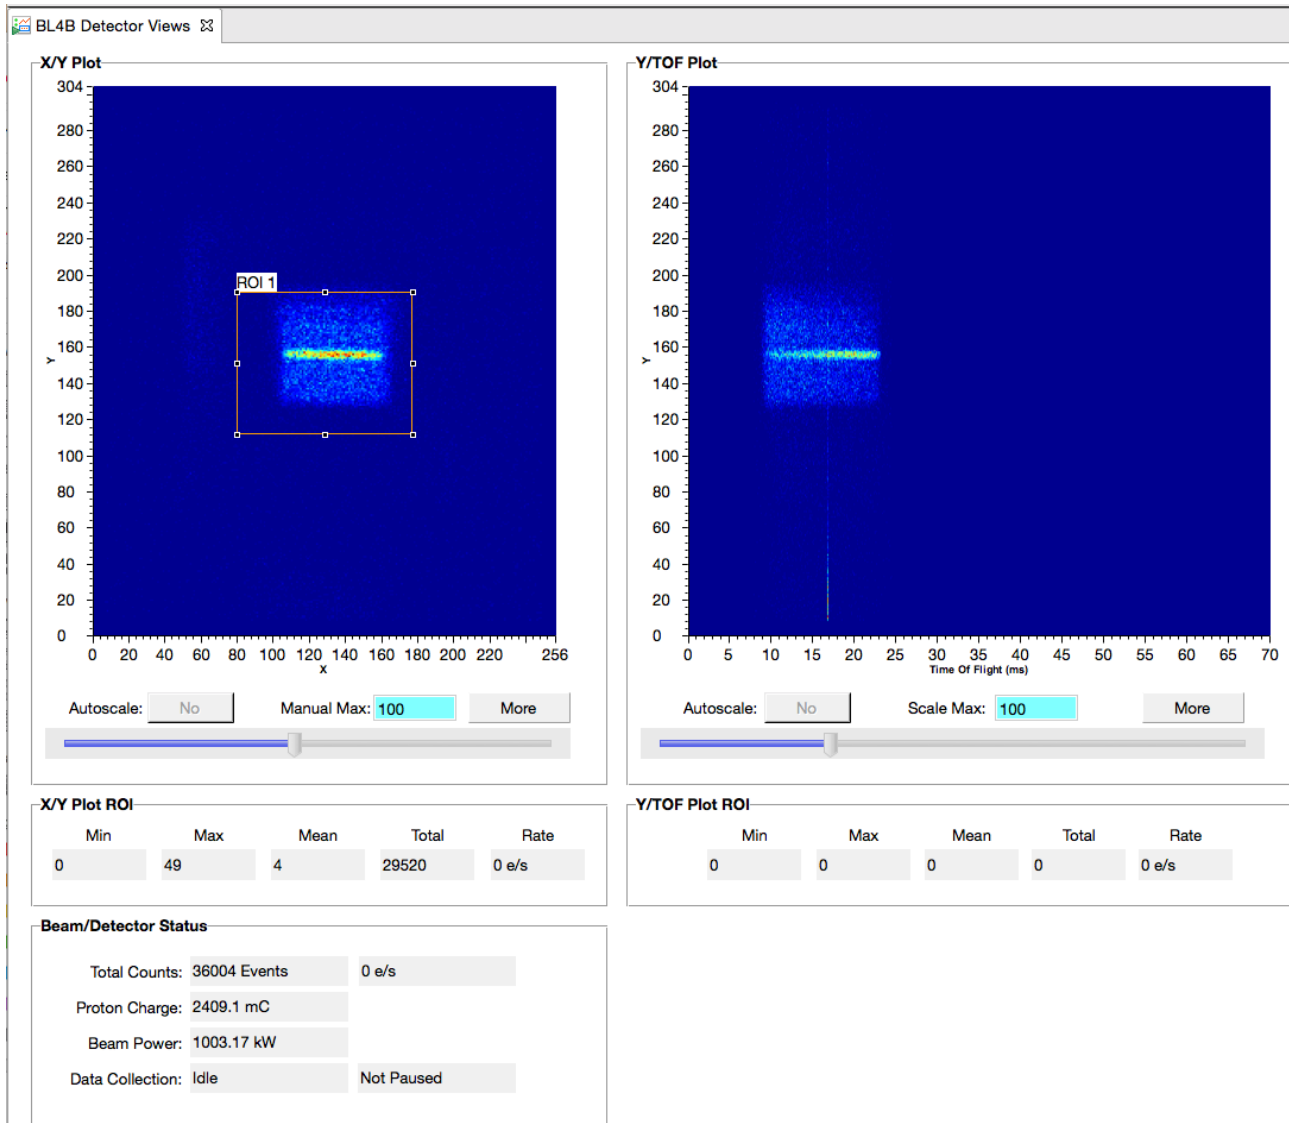 BL4B Detector Views
X/Y Plot
304
280
260
240
220
200
180
160
140
120
100
80
60
40
20
0
Y
ROI 1
0 20 40 60 80 100 120 140 160 180 200 220 256
X
Autoscale: No Manual Max: 100 More
Y/TOF Plot
304
280
260
240
220
200
180
160
140
120
100
80
60
40
20
0
Y
0 5 10 15 20 25 30 35 40 45 50 55 60 65 70
Time Of Flight (ms)
Autoscale: No Scale Max: 100 More
X/Y Plot ROI
Min Max Mean Total Rate
0 49 4 29520 0 e/s
Y/TOF Plot ROI
Min Max Mean Total Rate
0 0 0 0 0 e/s
Beam/Detector Status
Total Counts: 36004 Events 0 e/s
Proton Charge: 2409.1 mC
Beam Power: 1003.17 kW
Data Collection: Idle Not Paused